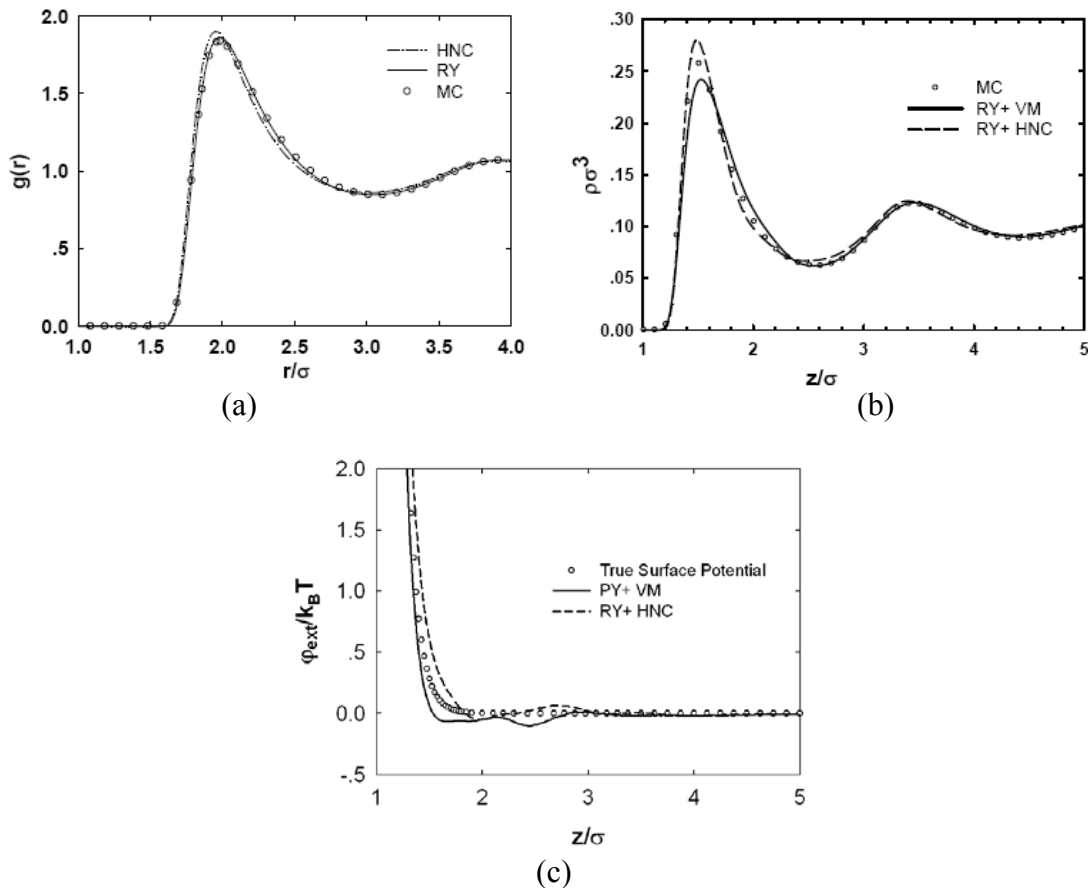 2.0
1.5
1.0
0.5
0.0
g(r)
HNC
RY
MC
1.0 1.5 2.0 2.5 3.0 3.5 4.0
r/σ
(a)
.30
.25
.20
.15
.10
.05
0.00
ρσ³
MC
RY+ VM
RY+ HNC
1 2 3 4 5
z/σ
(b)
2.0
1.5
1.0
.5
0.0
-.5
φext/kBT
True Surface Potential
PY+ VM
RY+ HNC
1 2 3 4 5
z/σ
(c)